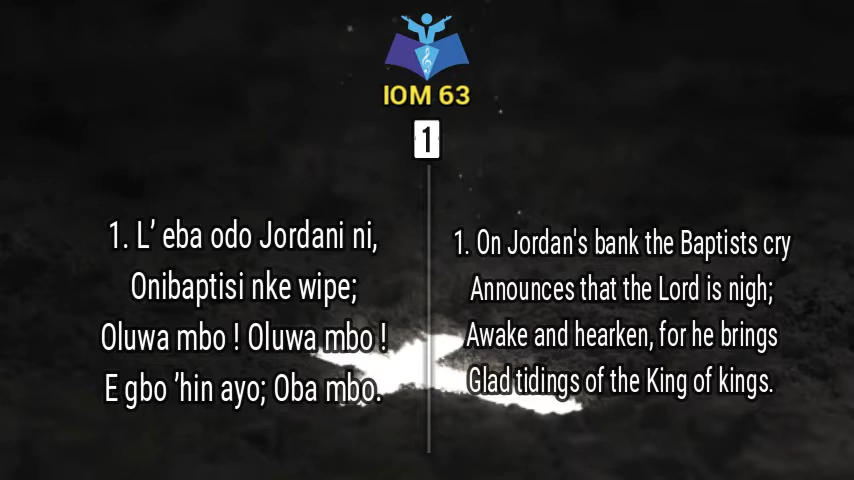 IOM 63
1
1. L’ eba odo Jordani ni,
Onibaptisi nke wipe;
Oluwa mbo ! Oluwa mbo !
E gbo ’hin ayo; Oba mbo.
1. On Jordan's bank the Baptists cry
Announces that the Lord is nigh;
Awake and hearken, for he brings
Glad tidings of the King of kings.